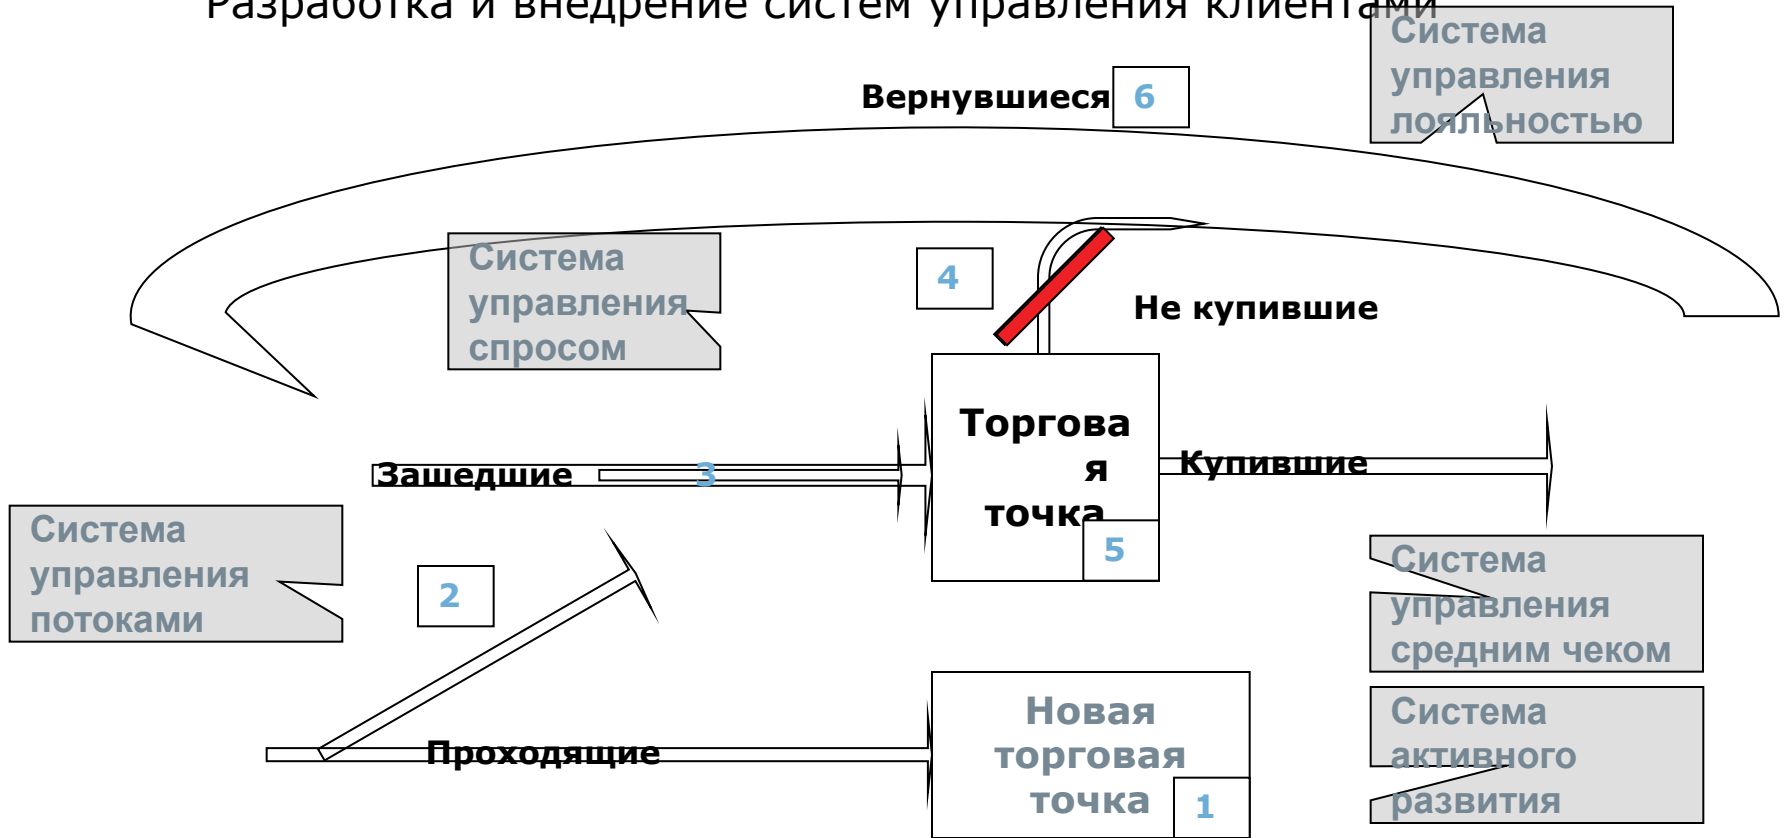 Разработка и внедрение систем управления клиентами
Система
управления
лояльностью
Вернувшиеся
6
Система
управления
спросом
4
Не купившие
Торгова
я
точка
5
Зашедшие
3
Купившие
Система
управления
потоками
2
Система
управления
средним чеком
Проходящие
Новая
торговая
точка
1
Система
активного
развития